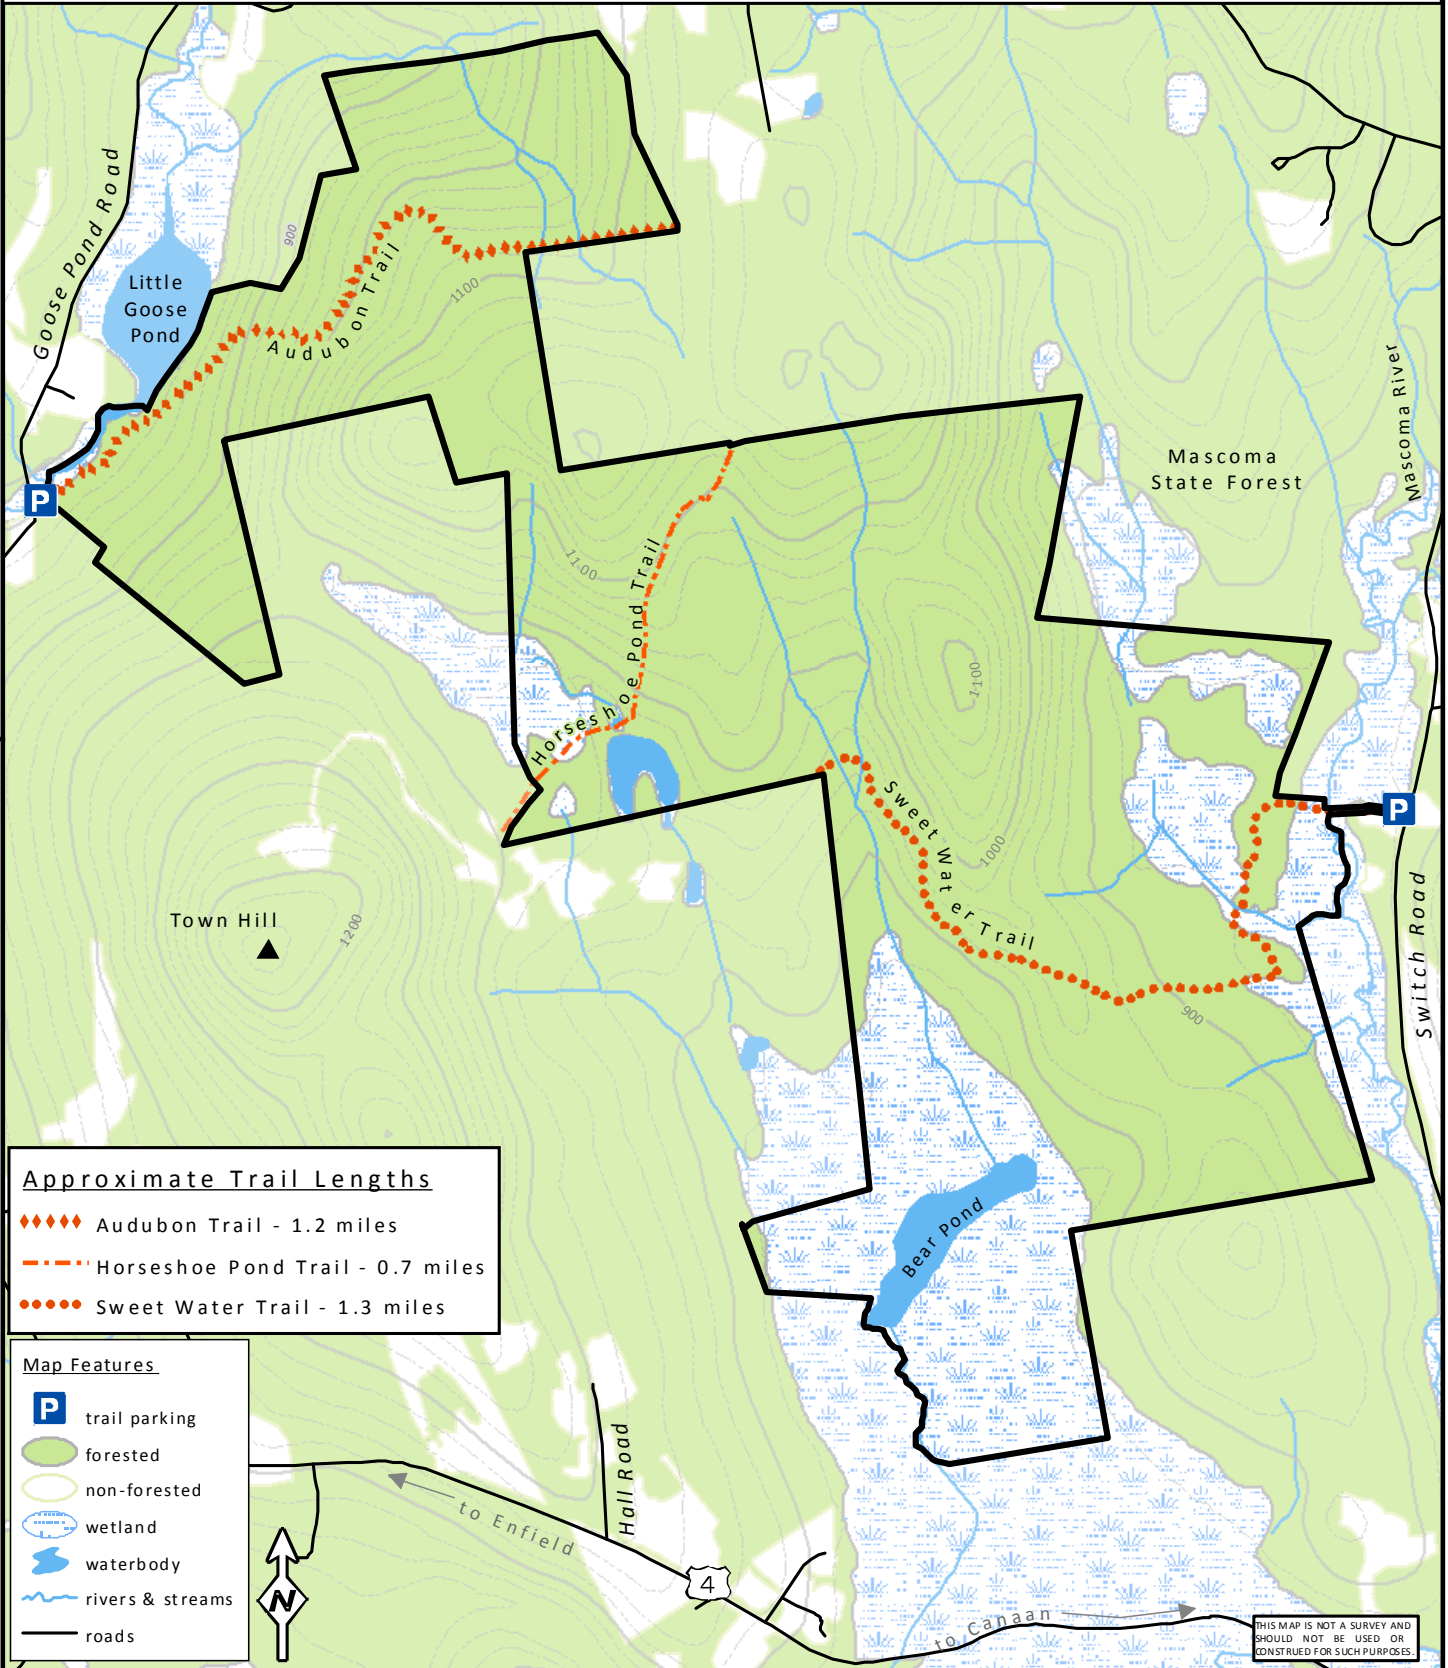 Goose Pond Road
Little
Goose
Pond
900
Audubon Trail
1100
Mascoma River
Mascoma
State Forest
P
1100
Horseshoe Pond Trail
1100
P
Sweet Water Trail
1000
Town Hill
1200
Switch Road
900
Bear Pond
Approximate Trail Lengths
Audubon Trail - 1.2 miles
Horseshoe Pond Trail - 0.7 miles
Sweet Water Trail - 1.3 miles
Map Features
P trail parking
forested
non-forested
wetland
waterbody
rivers & streams
roads
N
to Enfield
Hall Road
4
to Canaan
THIS MAP IS NOT A SURVEY AND
SHOULD NOT BE USED OR
CONSTRUED FOR SUCH PURPOSES.